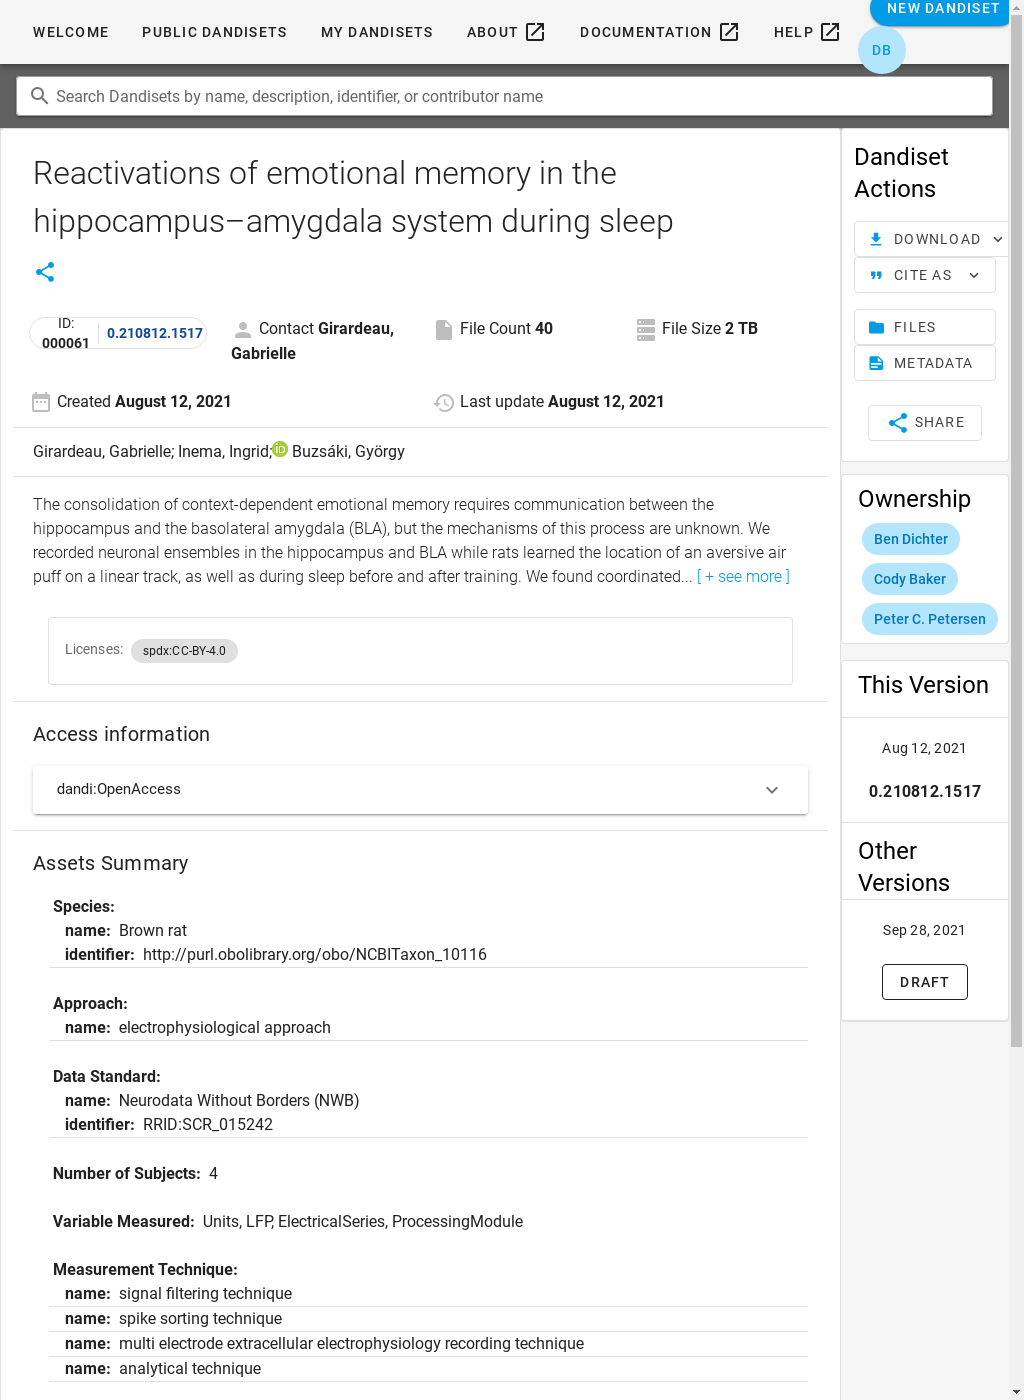 WELCOME PUBLIC DANDISETS MY DANDISETS ABOUT DOCUMENTATION HELP NEW DANDISET
DB
Search Dandisets by name, description, identifier, or contributor name
Reactivations of emotional memory in the
hippocampus–amygdala system during sleep
ID:
000061
0.210812.1517
Contact Girardeau,
Gabrielle
File Count 40
File Size 2 TB
Created August 12, 2021
Last update August 12, 2021
Girardeau, Gabrielle; Inema, Ingrid; iD Buzsáki, György
The consolidation of context-dependent emotional memory requires communication between the
hippocampus and the basolateral amygdala (BLA), but the mechanisms of this process are unknown. We
recorded neuronal ensembles in the hippocampus and BLA while rats learned the location of an aversive air
puff on a linear track, as well as during sleep before and after training. We found coordinated... [ + see more ]
Licenses: spdx:CC-BY-4.0
Access information
dandi:OpenAccess
Assets Summary
Species:
name: Brown rat
identifier: http://purl.obolibrary.org/obo/NCBITaxon_10116
Approach:
name: electrophysiological approach
Data Standard:
name: Neurodata Without Borders (NWB)
identifier: RRID:SCR_015242
Number of Subjects: 4
Variable Measured: Units, LFP, ElectricalSeries, ProcessingModule
Measurement Technique:
name: signal filtering technique
name: spike sorting technique
name: multi electrode extracellular electrophysiology recording technique
name: analytical technique
Dandiset
Actions
DOWNLOAD
CITE AS
FILES
METADATA
SHARE
Ownership
Ben Dichter
Cody Baker
Peter C. Petersen
This Version
Aug 12, 2021
0.210812.1517
Other
Versions
Sep 28, 2021
DRAFT